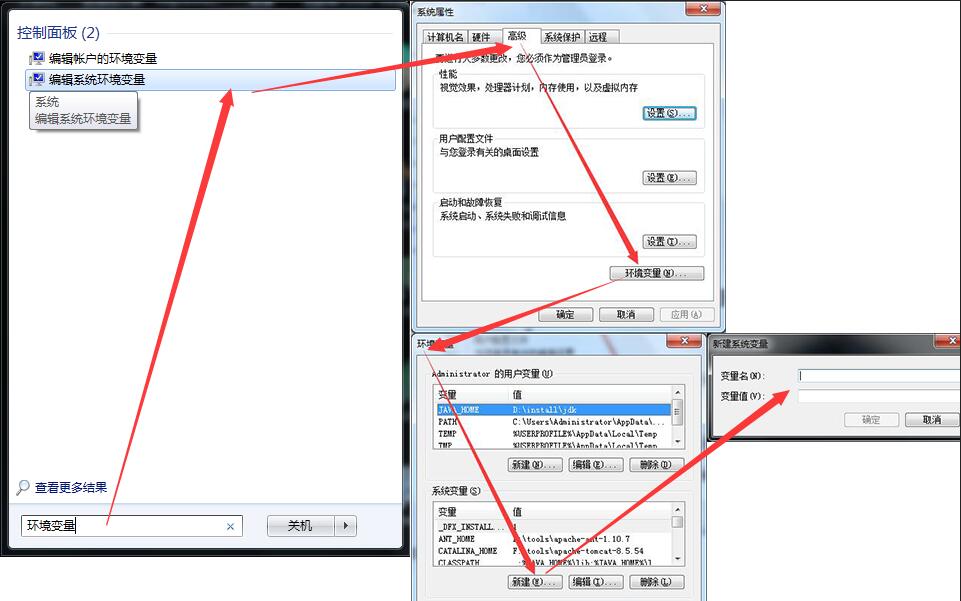 控制面板 (2)
编辑帐户的环境变量
编辑系统环境变量
系统
编辑系统环境变量
查看更多结果
环境变量
关机
系统属性
计算机名 硬件 高级 系统保护 远程
要进行大多数更改，您必须作为管理员登录。
性能
视觉效果，处理器计划，内存使用，以及虚拟内存
设置(S)...
用户配置文件
与您登录有关的桌面设置
设置(E)...
启动和故障恢复
系统启动、系统失败和调试信息
设置(T)...
环境变量(N)...
确定 取消 应用(A)
环境变量
Administrator 的用户变量(U)
变量 值
JAVA_HOME D:\install\jdk
PATH C:\Users\Administrator\AppData\...
TEMP %USERPROFILE%\AppData\Local\Temp
TMP %USERPROFILE%\AppData\Local\Temp
新建(N)... 编辑(E)... 删除(D)
系统变量(S)
变量 值
_DFX_INSTALL... 1
ANT_HOME \tools\apache-ant-1.10.7
CATALINA_HOME F:\tools\apache-tomcat-8.5.54
CLASSPATH .;%JAVA_HOME%\lib;%JAVA_HOME%\l
新建(W)... 编辑(I)... 删除(L)
新建系统变量
变量名(N):
变量值(V):
确定 取消